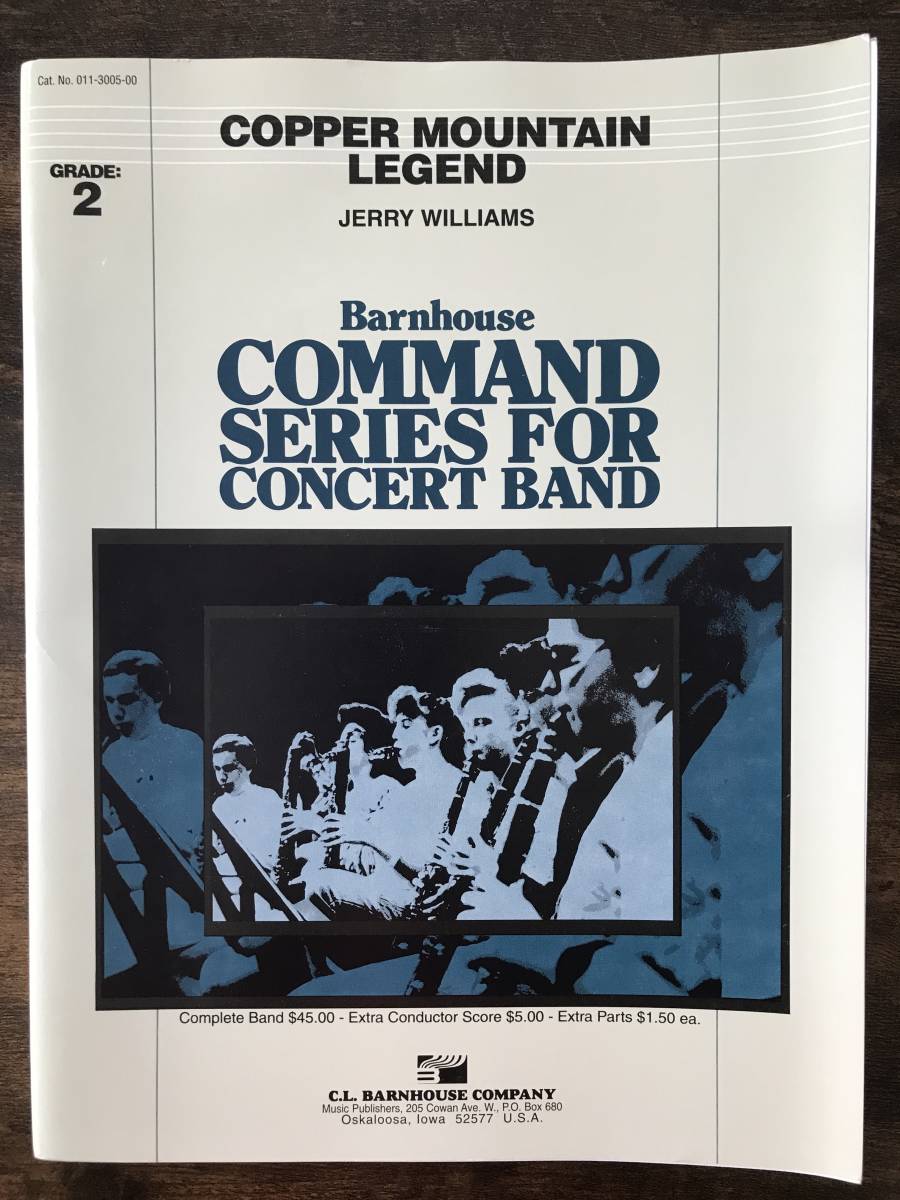 Cat. No. 011-3005-00
COPPER MOUNTAIN
LEGEND
GRADE:
2
JERRY WILLIAMS
Barnhouse
COMMAND
SERIES FOR
CONCERT BAND
Complete Band $45.00 - Extra Conductor Score $5.00 - Extra Parts $1.50 ea.
B
C.L. BARNHOUSE COMPANY
Music Publishers, 205 Cowan Ave. W., P.O. Box 680
Oskaloosa, Iowa 52577 U.S.A.